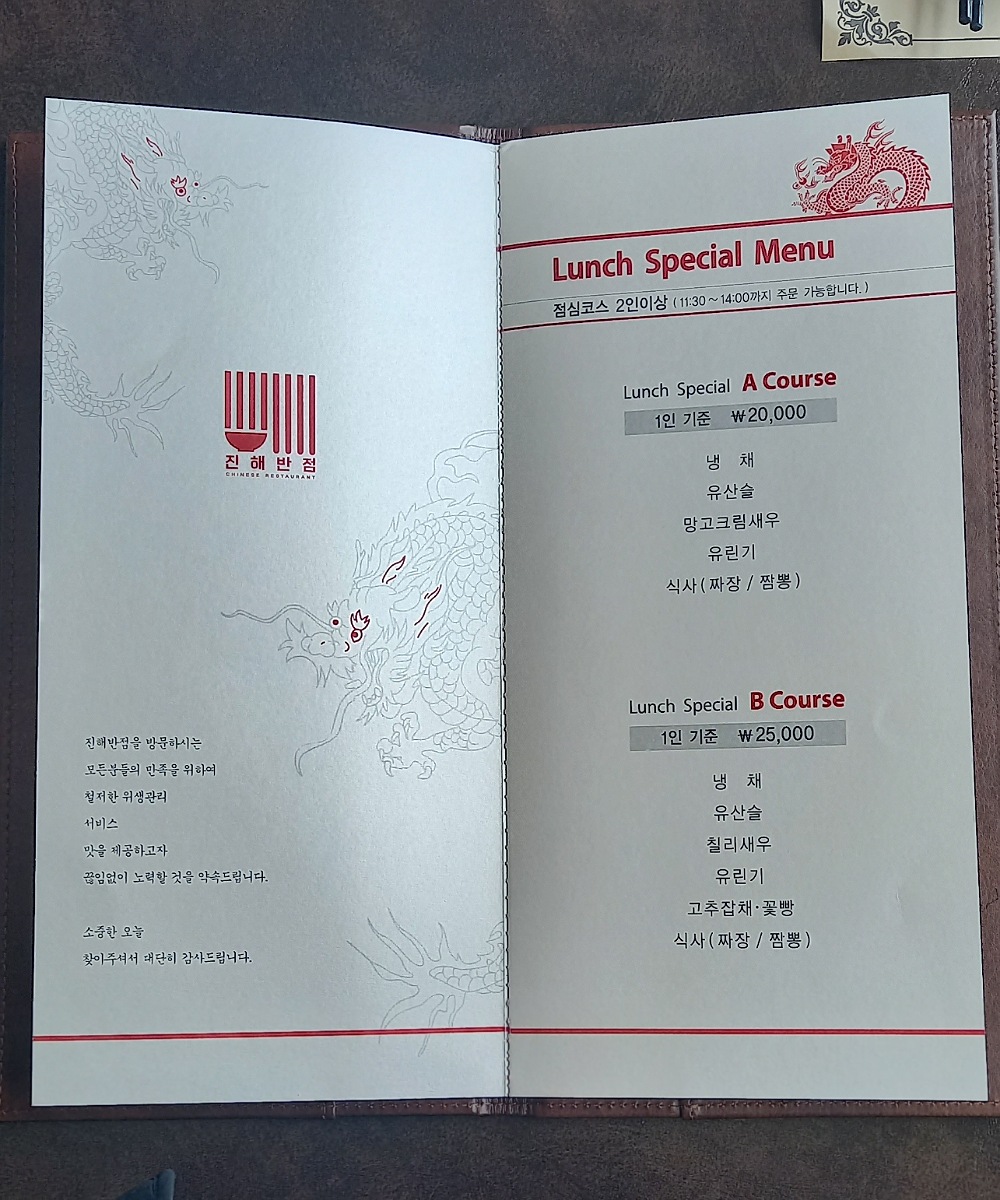 진해반점
CHINESE RESTAURANT
진해반점을 방문하시는
모든분들의 만족을 위하여
철저한 위생관리
서비스
맛을 제공하고자
끊임없이 노력할 것을 약속드립니다.
소중한 오늘
찾아주셔서 대단히 감사드립니다.
Lunch Special Menu
점심코스 2인이상 (11:30~14:00까지 주문 가능합니다.)
Lunch Special A Course
1인 기준 ₩20,000
냉 채
유산슬
망고크림새우
유린기
식사(짜장 / 짬뽕)
Lunch Special B Course
1인 기준 ₩25,000
냉 채
유산슬
칠리새우
유린기
고추잡채·꽃빵
식사(짜장 / 짬뽕)